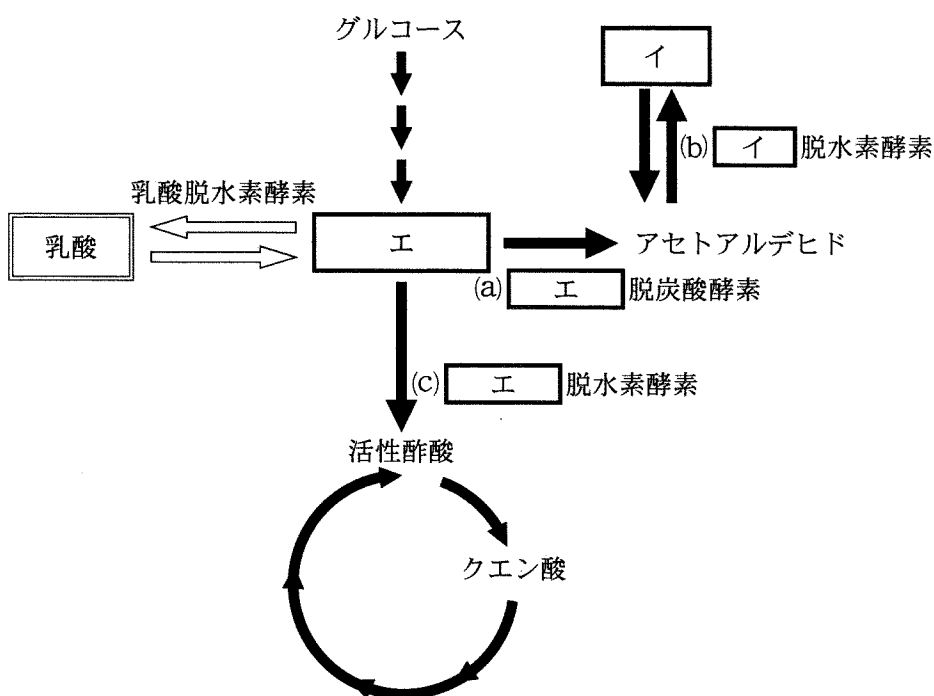 グルコース
イ
(b) イ 脱水素酵素
乳酸脱水素酵素
乳酸
エ
アセトアルデヒド
(a) エ 脱炭酸酵素
(c) エ 脱水素酵素
活性酢酸
クエン酸